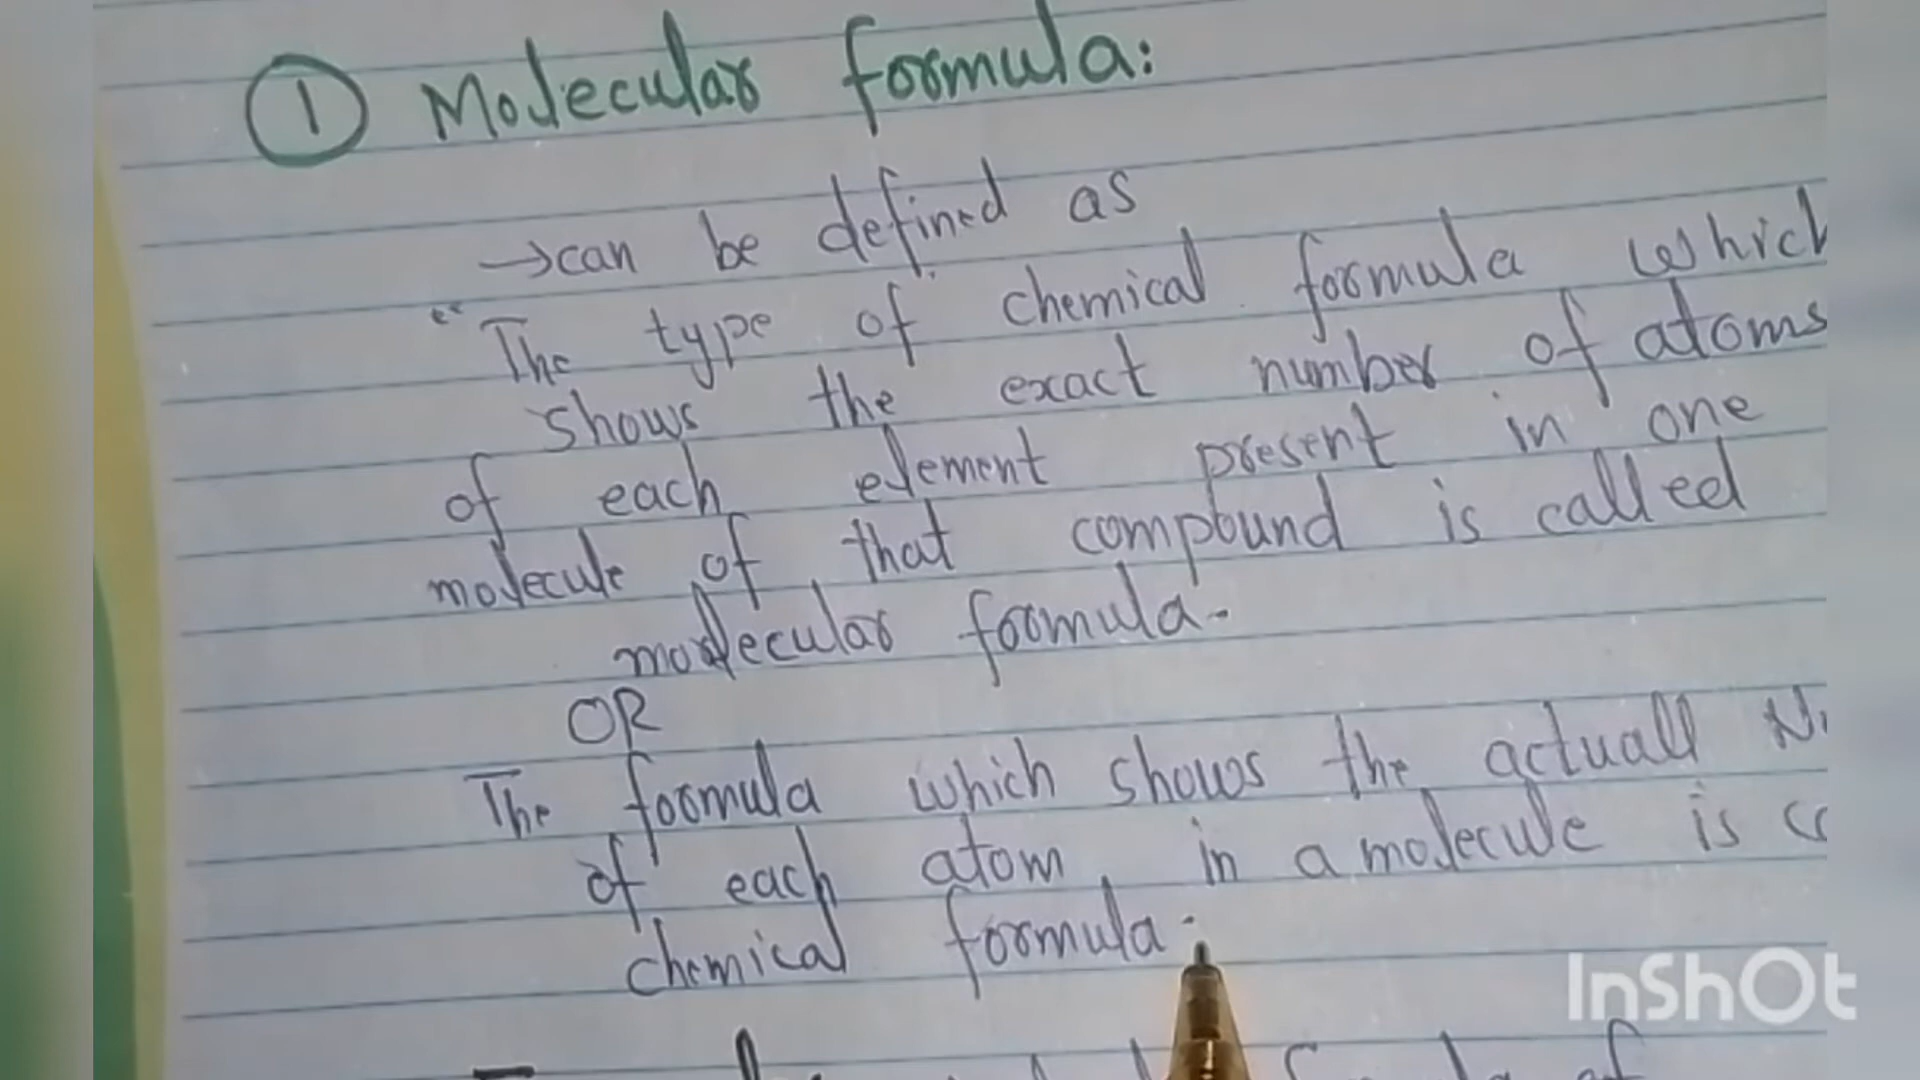 ① Molecular formula:
→can be defined as
"The type of chemical formula which
shows the exact number of atoms
of each element present in one
molecule of that compound is called
molecular formula.
OR
The formula which shows the actuall
of each atom in a molecule is
chemical formula.
InShOt